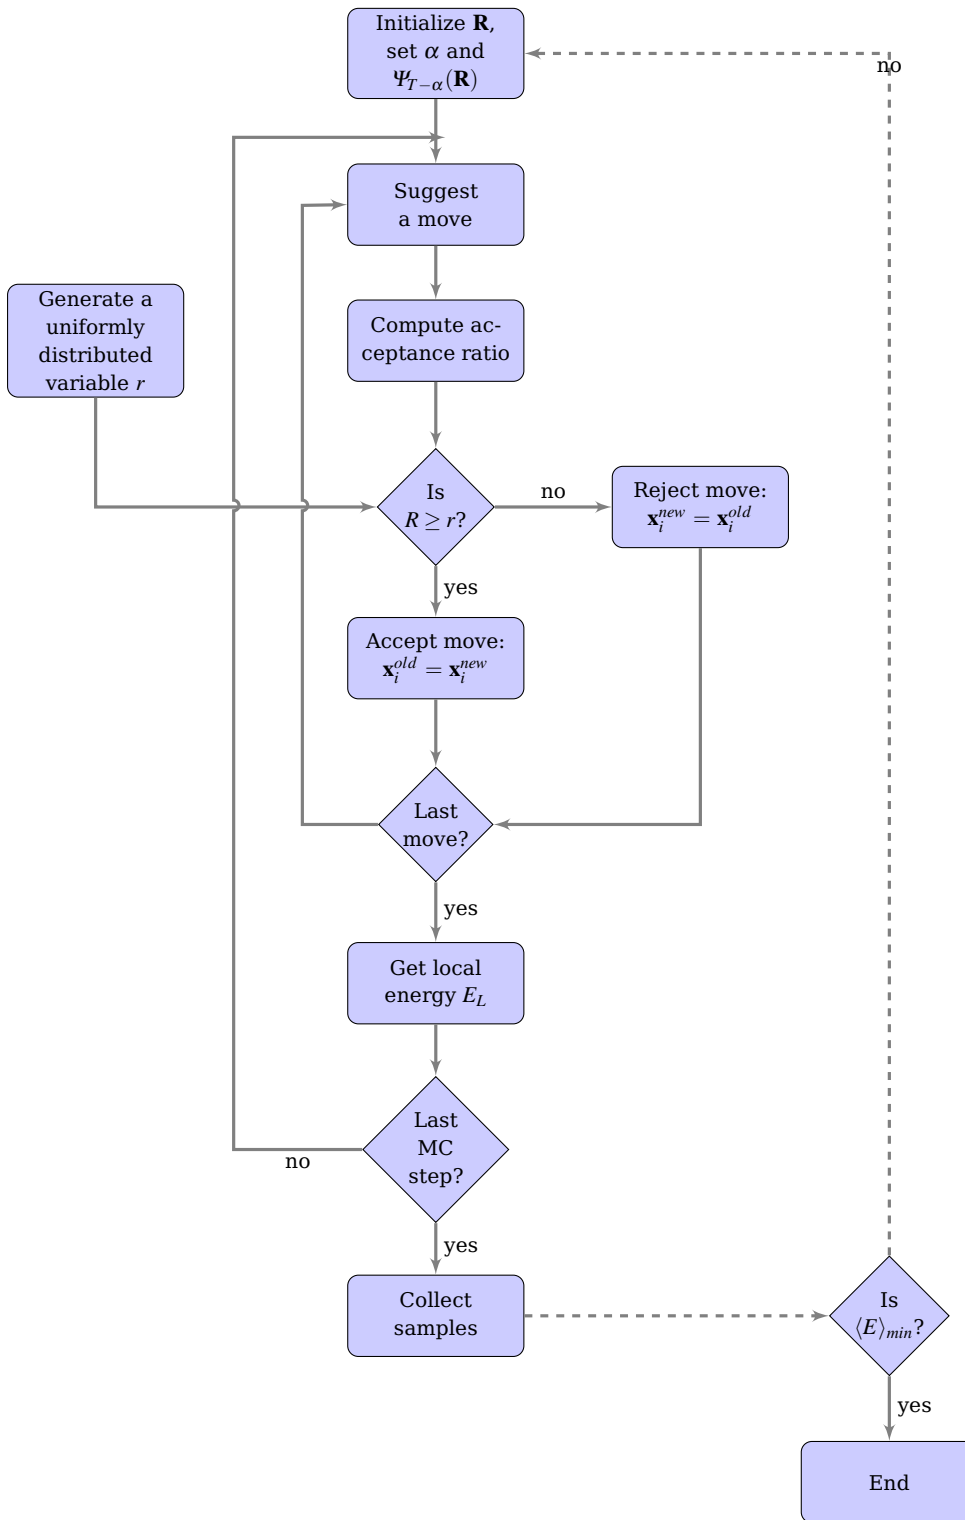 Initialize R,
set α and
Ψ_{T−α}(R)
no
Suggest
a move
Generate a
uniformly
distributed
variable r
Compute ac-
ceptance ratio
Is
R ≥ r?
no
Reject move:
x_i^{new} = x_i^{old}
yes
Accept move:
x_i^{old} = x_i^{new}
Last
move?
yes
Get local
energy E_L
Last
MC
step?
no
yes
Collect
samples
Is
⟨E⟩_{min}?
yes
End